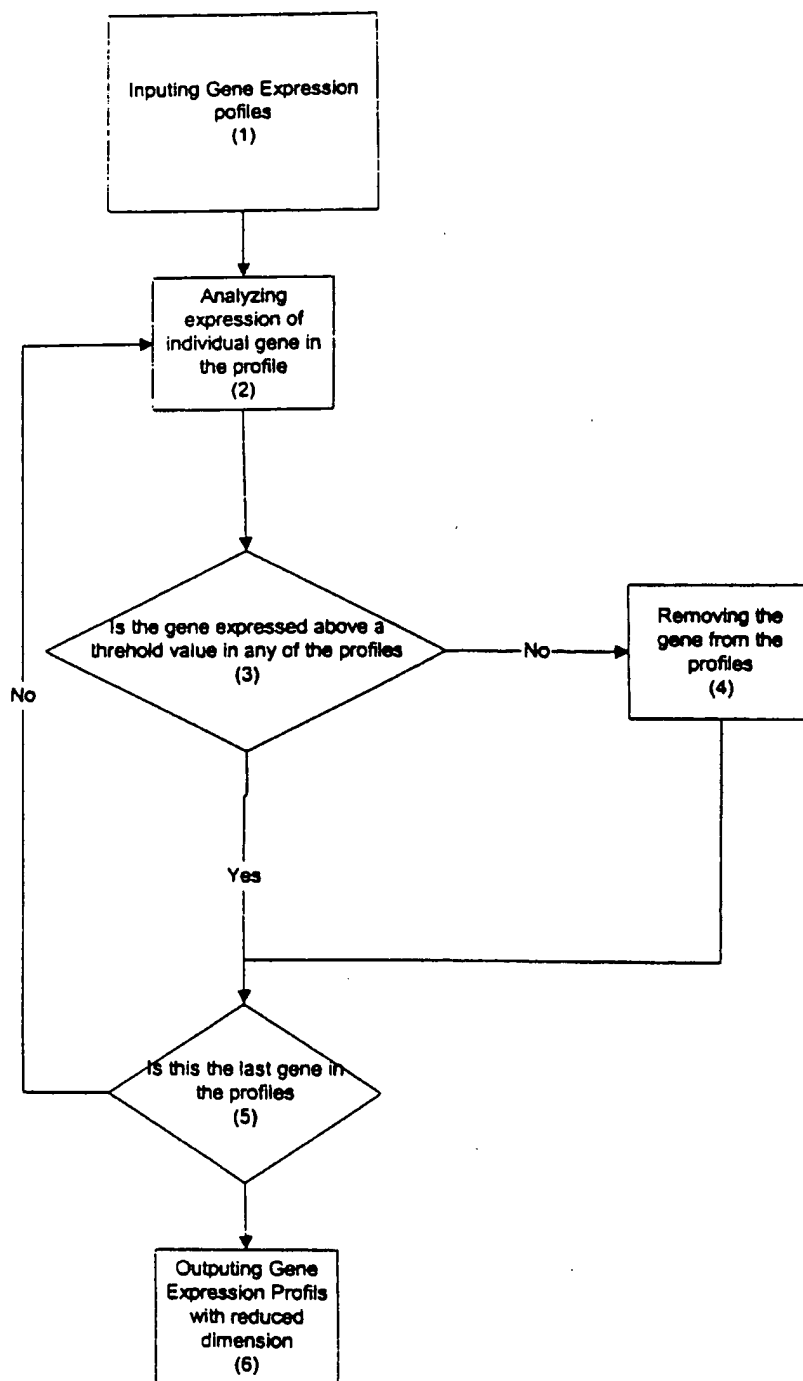 Inputing Gene Expression
pofiles
(1)
Analyzing
expression of
individual gene in
the profile
(2)
Is the gene expressed above a
threhold value in any of the profiles
(3)
No
Removing the
gene from the
profiles
(4)
No
Yes
Is this the last gene in
the profiles
(5)
Outputing Gene
Expression Profils
with reduced
dimension
(6)